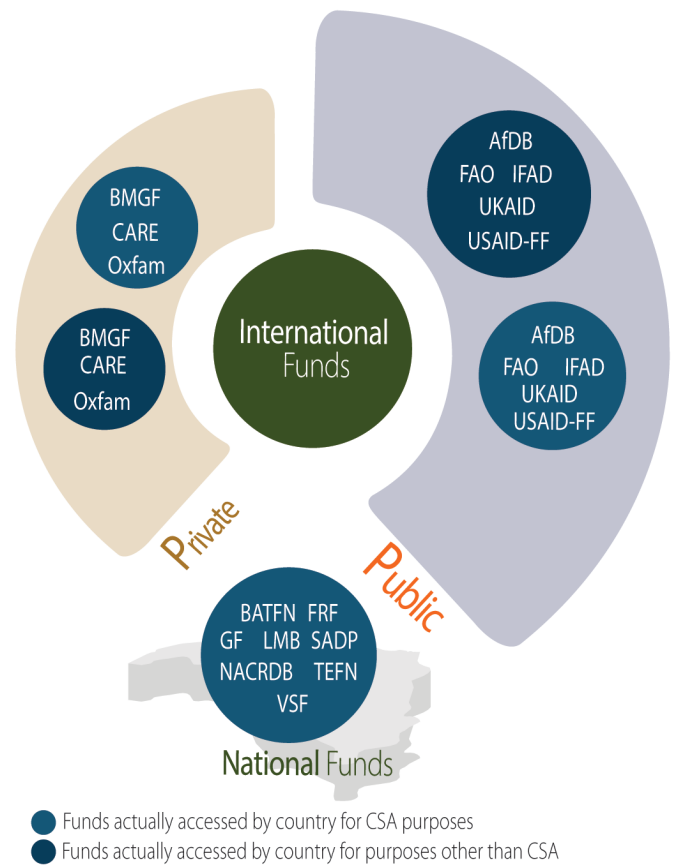 BMGF
CARE
Oxfam
BMGF
CARE
Oxfam
International
Funds
AfDB
FAO IFAD
UKAID
USAID-FF
AfDB
FAO IFAD
UKAID
USAID-FF
Private
Public
BATFN FRF
GF LMB SADP
NACRDB TEFN
VSF
National Funds
Funds actually accessed by country for CSA purposes
Funds actually accessed by country for purposes other than CSA